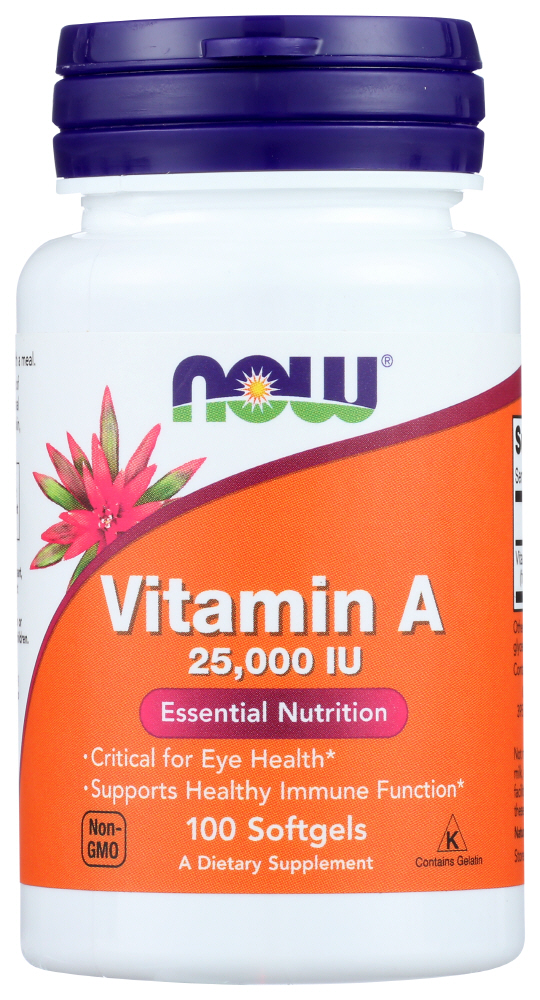 now®
a meal.
Vitamin A
25,000 IU
Essential Nutrition
•Critical for Eye Health*
•Supports Healthy Immune Function*
Non-
GMO
100 Softgels
A Dietary Supplement
K
Contains Gelatin